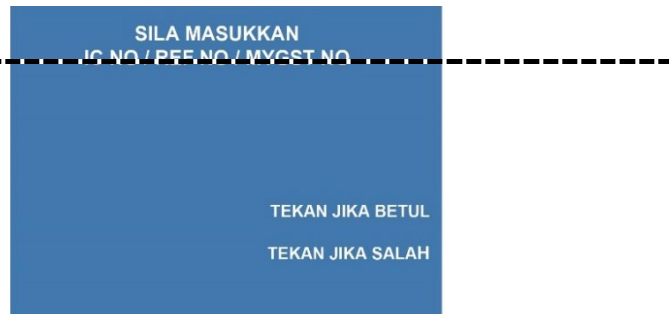 SILA MASUKKAN
IC NO / REF NO / MYGST NO
TEKAN JIKA BETUL
TEKAN JIKA SALAH